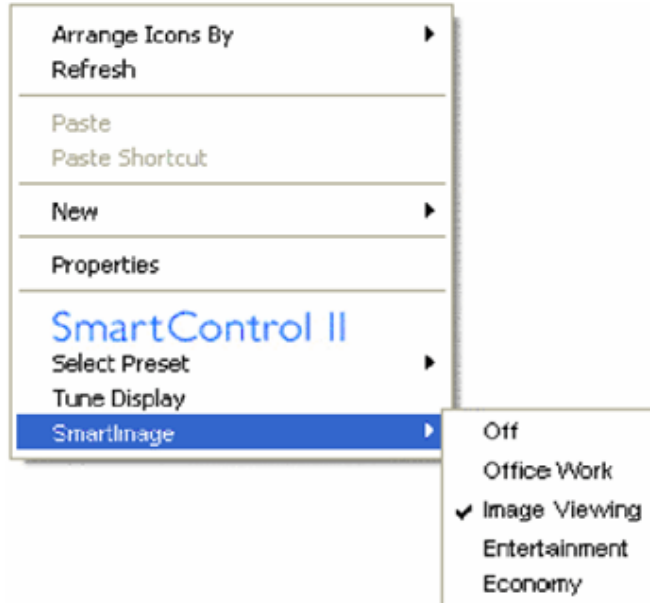 Arrange Icons By
Refresh
Paste
Paste Shortcut
New
Properties
SmartControl II
Select Preset
Tune Display
SmartImage
Off
Office Work
Image Viewing
Entertainment
Economy